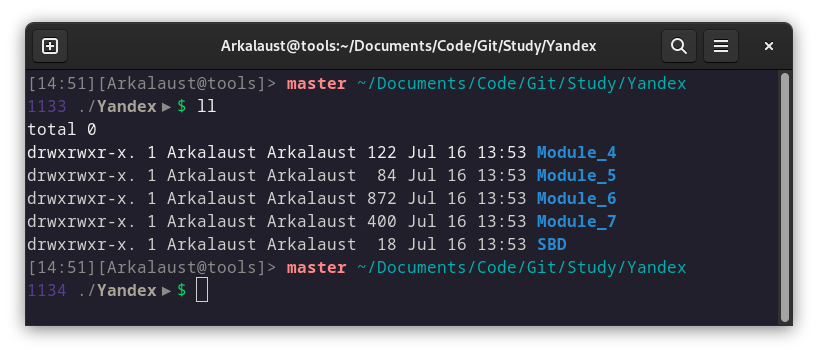 Arkalaust@tools:~/Documents/Code/Git/Study/Yandex
[14:51][Arkalaust@tools]> master ~/Documents/Code/Git/Study/Yandex
1133 ./Yandex▶$ ll
total 0
drwxrwxr-x. 1 Arkalaust Arkalaust 122 Jul 16 13:53 Module_4
drwxrwxr-x. 1 Arkalaust Arkalaust  84 Jul 16 13:53 Module_5
drwxrwxr-x. 1 Arkalaust Arkalaust 872 Jul 16 13:53 Module_6
drwxrwxr-x. 1 Arkalaust Arkalaust 400 Jul 16 13:53 Module_7
drwxrwxr-x. 1 Arkalaust Arkalaust  18 Jul 16 13:53 SBD
[14:51][Arkalaust@tools]> master ~/Documents/Code/Git/Study/Yandex
1134 ./Yandex▶$